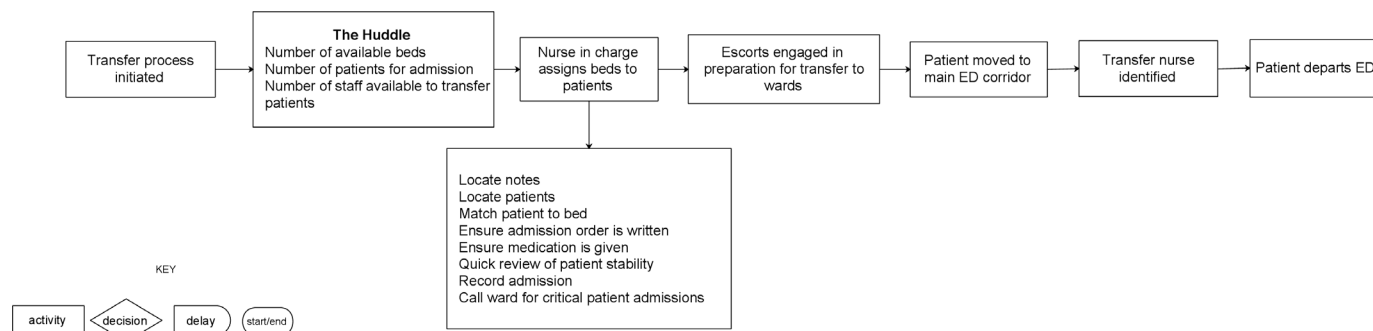 Transfer process
initiated
The Huddle
Number of available beds
Number of patients for admission
Number of staff available to transfer
patients
Nurse in charge
assigns beds to
patients
Escorts engaged in
preparation for transfer to
wards
Patient moved to
main ED corridor
Transfer nurse
identified
Patient departs ED
Locate notes
Locate patients
Match patient to bed
Ensure admission order is written
Ensure medication is given
Quick review of patient stability
Record admission
Call ward for critical patient admissions
KEY
activity
decision
delay
start/end